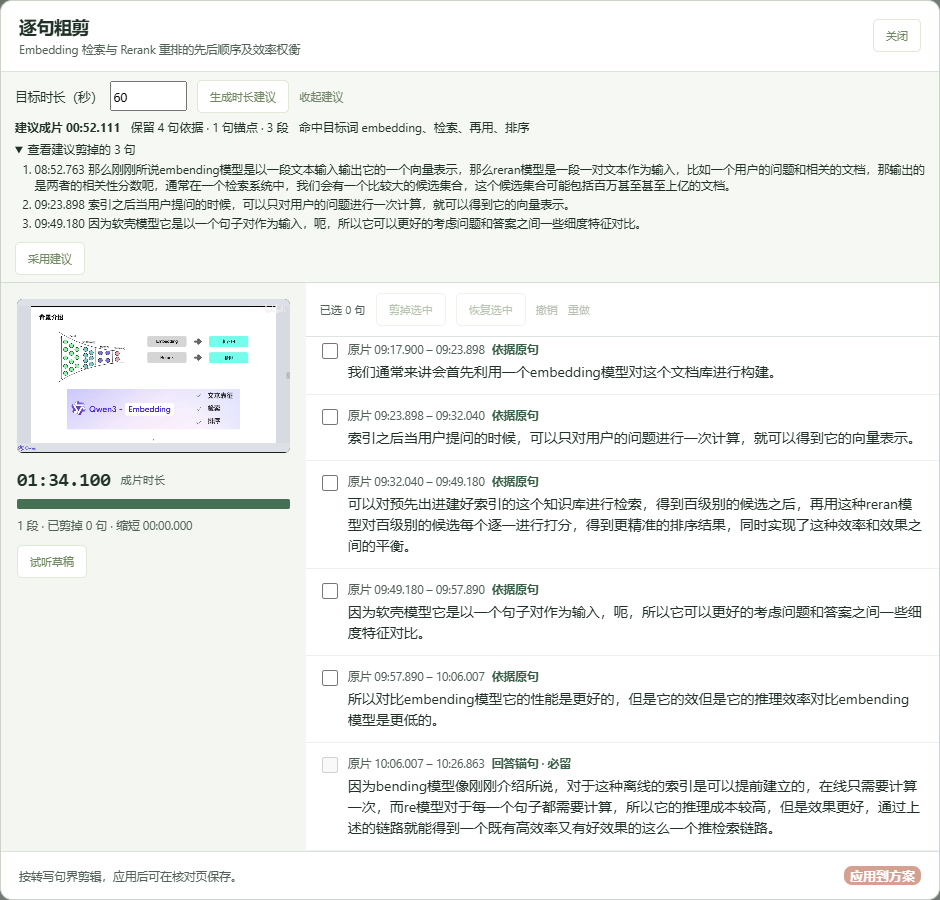 逐句粗剪
Embedding 检索与 Rerank 重排的先后顺序及效率权衡
关闭
目标时长（秒）
60
生成时长建议
收起建议
建议成片 00:52.111 保留 4 句依据 · 1 句锚点 · 3 段 命中目标词 embedding、检索、再用、排序
▼ 查看建议剪掉的 3 句
1. 08:52.763 那么刚刚所说embending模型是以一段文本输入输出它的一个向量表示，那么reran模型是一段一对文本作为输入，比如一个用户的问题和相关的文档，那输出的
是两者的相关性分数呃，通常在一个检索系统中，我们会有一个比较大的候选集合，这个候选集合可能包括百万甚至甚至上亿的文档。
2. 09:23.898 索引之后当用户提问的时候，可以只对用户的问题进行一次计算，就可以得到它的向量表示。
3. 09:49.180 因为软壳模型它是以一个句子对作为输入，呃，所以它可以更好的考虑问题和答案之间一些细度特征对比。
采用建议
背景介绍
Embedding
Qwen3 - Embedding
文本表征
检索
排序
01:34.100 成片时长
1 段 · 已剪掉 0 句 · 缩短 00:00.000
试听草稿
已选 0 句
剪掉选中
恢复选中
撤销
重做
原片 09:17.900 – 09:23.898 依据原句
我们通常来讲会首先利用一个embedding模型对这个文档库进行构建。
原片 09:23.898 – 09:32.040 依据原句
索引之后当用户提问的时候，可以只对用户的问题进行一次计算，就可以得到它的向量表示。
原片 09:32.040 – 09:49.180 依据原句
可以对预先出进建好索引的这个知识库进行检索，得到百级别的候选之后，再用这种reran模
型对百级别的候选每个逐一进行打分，得到更精准的排序结果，同时实现了这种效率和效果之
间的平衡。
原片 09:49.180 – 09:57.890 依据原句
因为软壳模型它是以一个句子对作为输入，呃，所以它可以更好的考虑问题和答案之间一些细
度特征对比。
原片 09:57.890 – 10:06.007 依据原句
所以对比embending模型它的性能是更好的，但是它的效但是它的推理效率对比embending
模型是更低的。
原片 10:06.007 – 10:26.863 回答锚句 · 必留
因为bending模型像刚刚介绍所说，对于这种离线的索引是可以提前建立的，在线只需要计算
一次，而re模型对于每一个句子都需要计算，所以它的推理成本较高，但是效果更好，通过上
述的链路就能得到一个既有高效率又有好效果的这么一个推检索链路。
按转写句界剪辑，应用后可在核对页保存。
应用到方案